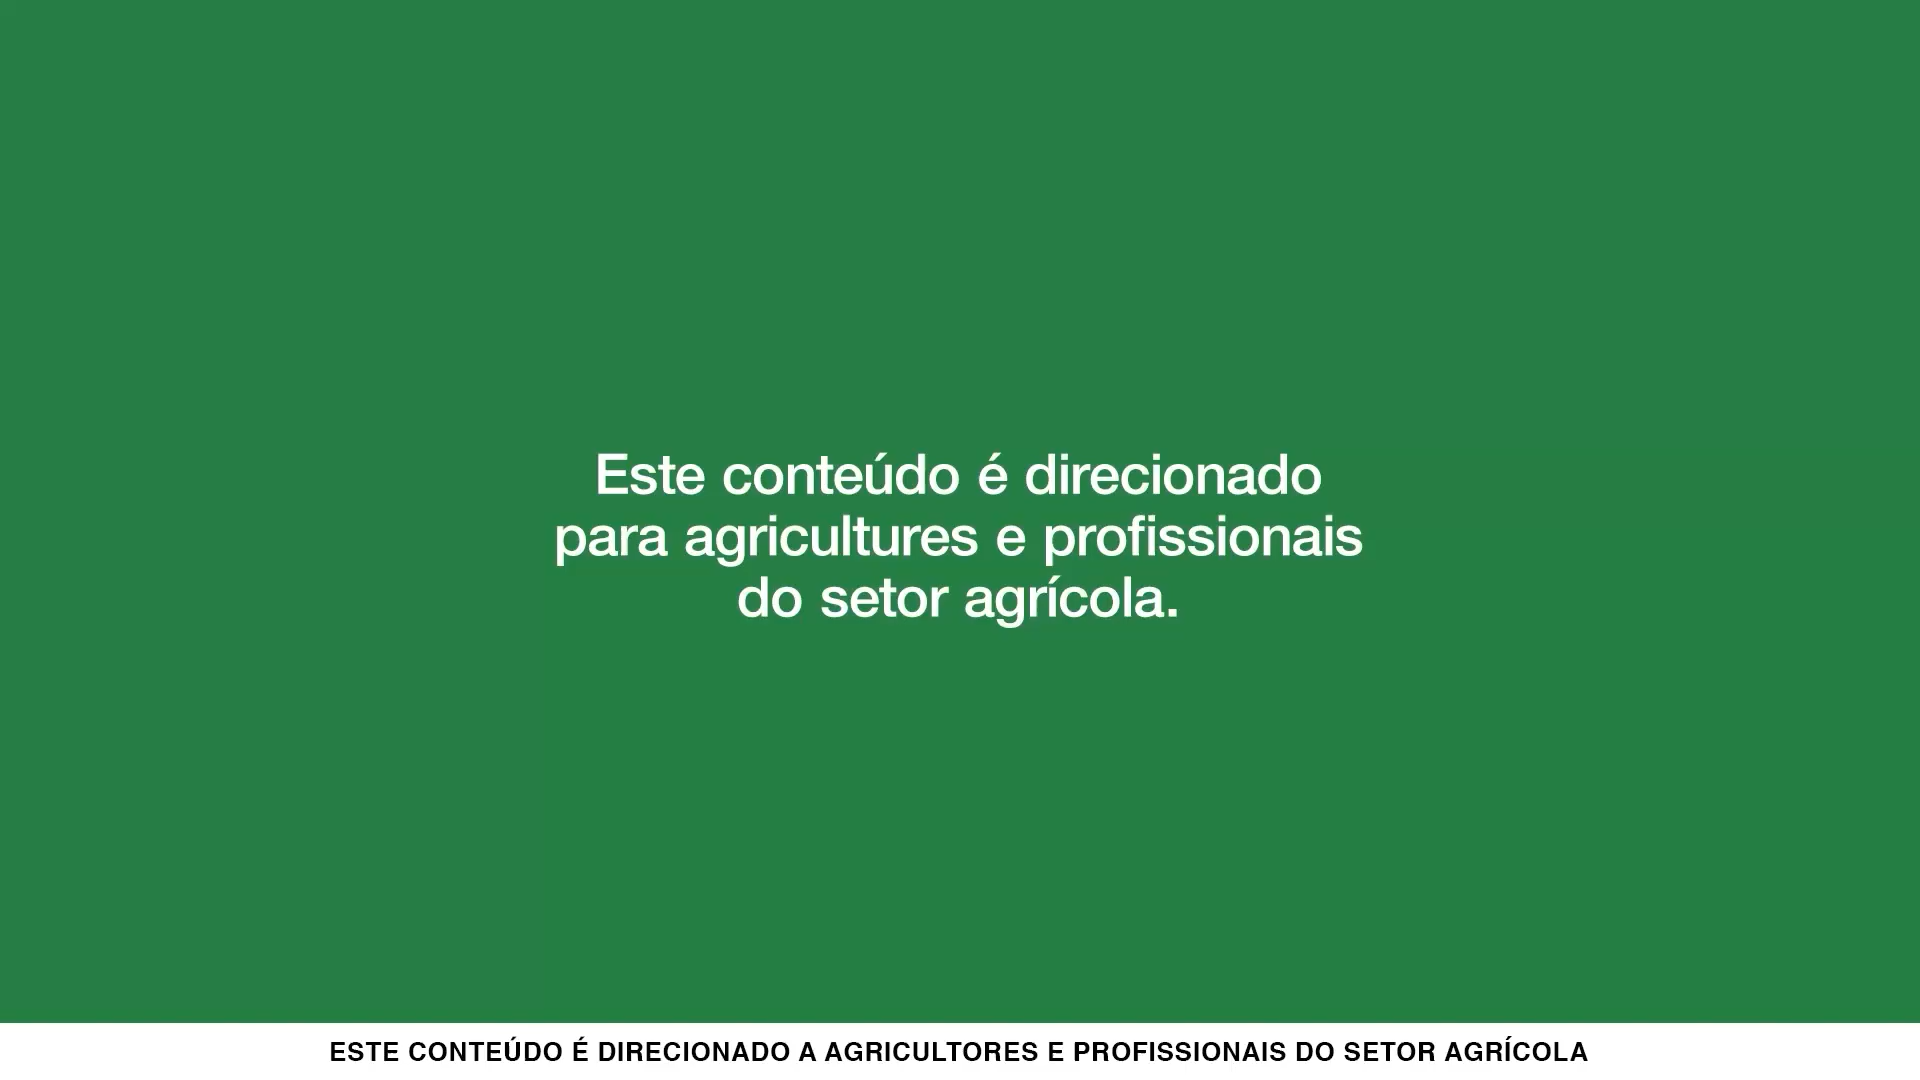 Este conteúdo é direcionado
para agricultures e profissionais
do setor agrícola.
ESTE CONTEÚDO É DIRECIONADO A AGRICULTORES E PROFISSIONAIS DO SETOR AGRÍCOLA